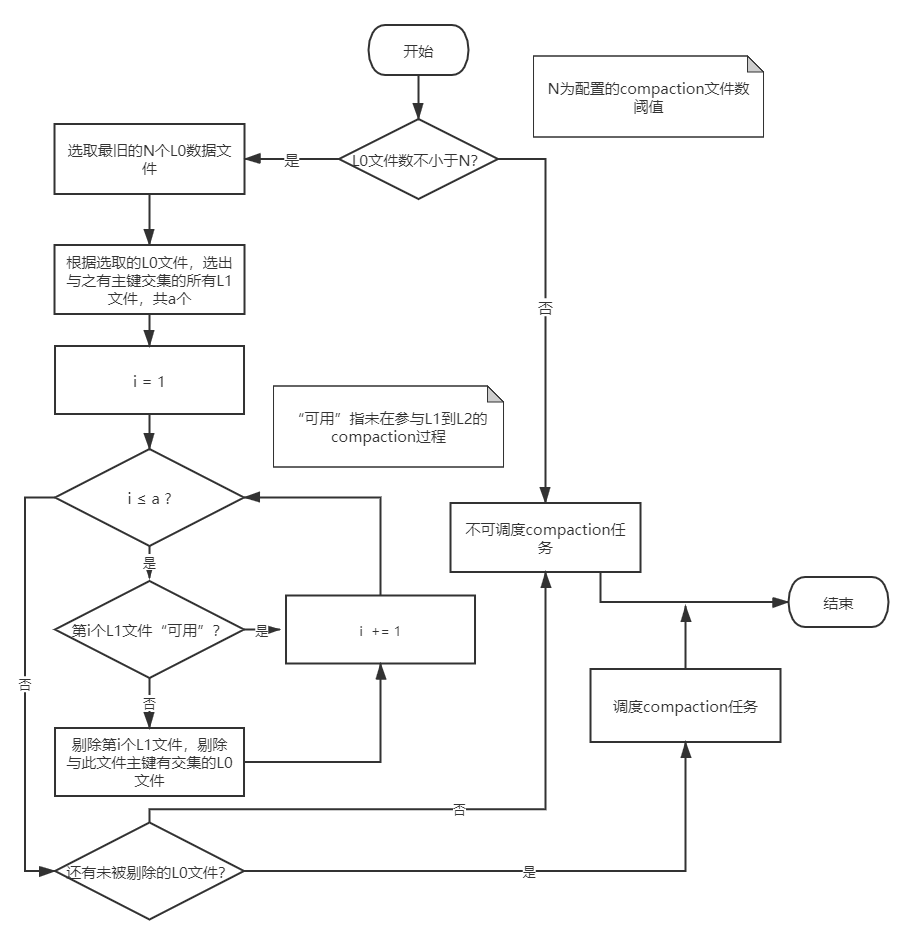 开始
N为配置的compaction文件数
阈值
L0文件数不小于N？
是
选取最旧的N个L0数据文
件
根据选取的L0文件，选出
与之有主键交集的所有L1
文件，共a个
否
i = 1
“可用”指未在参与L1到L2的
compaction过程
i ≤ a ?
不可调度compaction任
务
是
结束
第i个L1文件“可用”？
是
i += 1
否
否
调度compaction任务
剔除第i个L1文件，剔除
与此文件主键有交集的L0
文件
否
还有未被剔除的L0文件？
是